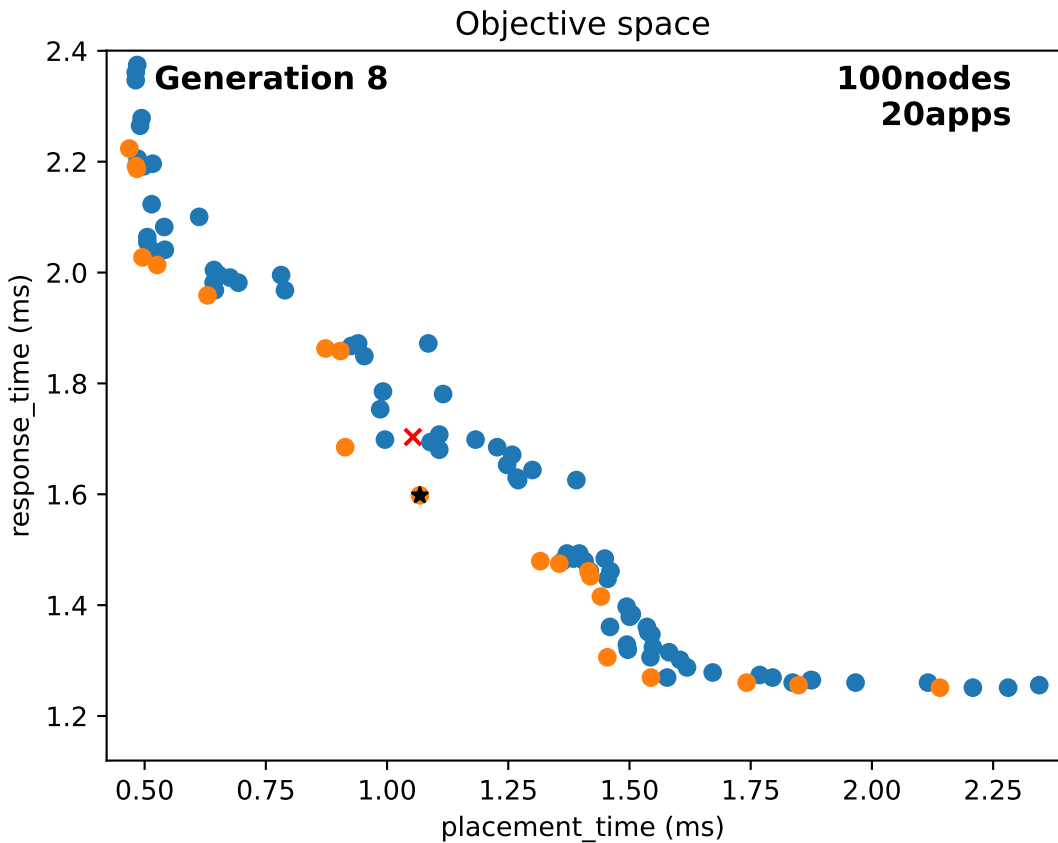 Objective space
Generation 8
100nodes
20apps
2.4
2.2
2.0
1.8
1.6
1.4
1.2
response_time (ms)
0.50 0.75 1.00 1.25 1.50 1.75 2.00 2.25
placement_time (ms)